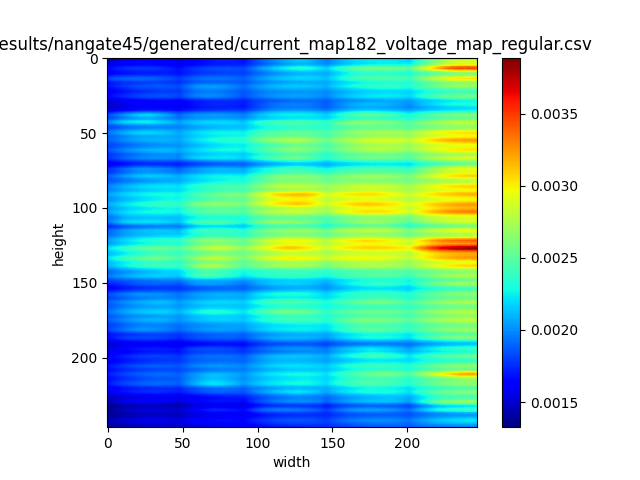 esults/nangate45/generated/current_map182_voltage_map_regular.csv
0
50
100
150
200
height
0 50 100 150 200
width
0.0035
0.0030
0.0025
0.0020
0.0015